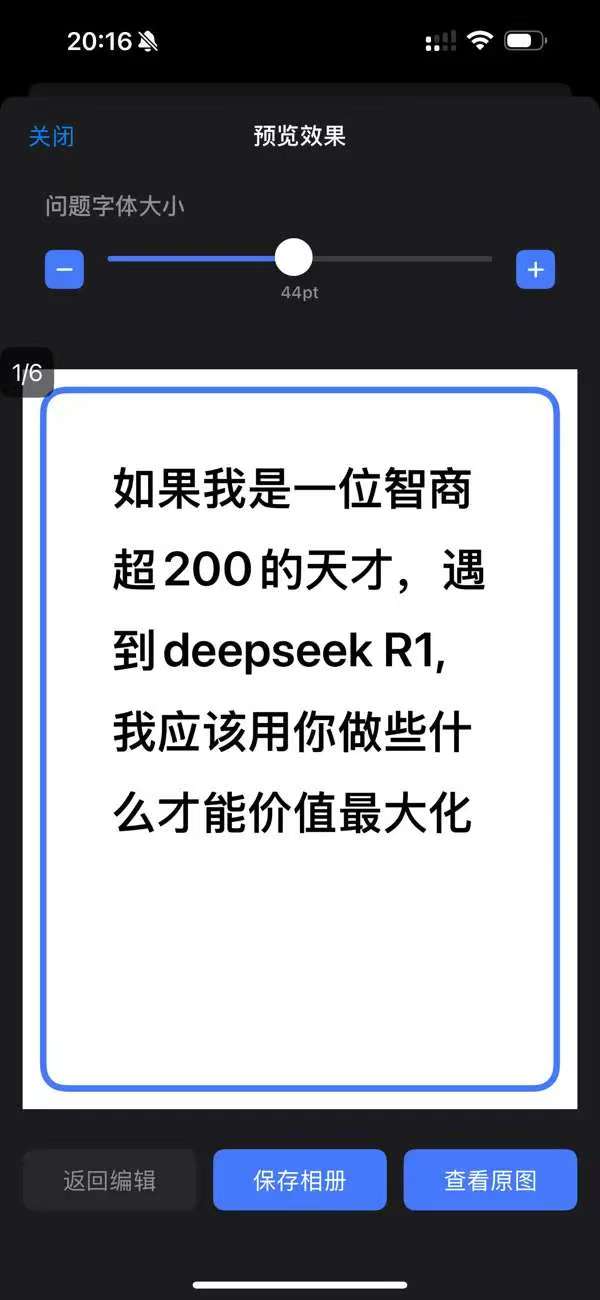 20:16
关闭
预览效果
问题字体大小
44pt
1/6
如果我是一位智商
超200的天才，遇
到deepseek R1,
我应该用你做些什
么才能价值最大化
返回编辑
保存相册
查看原图